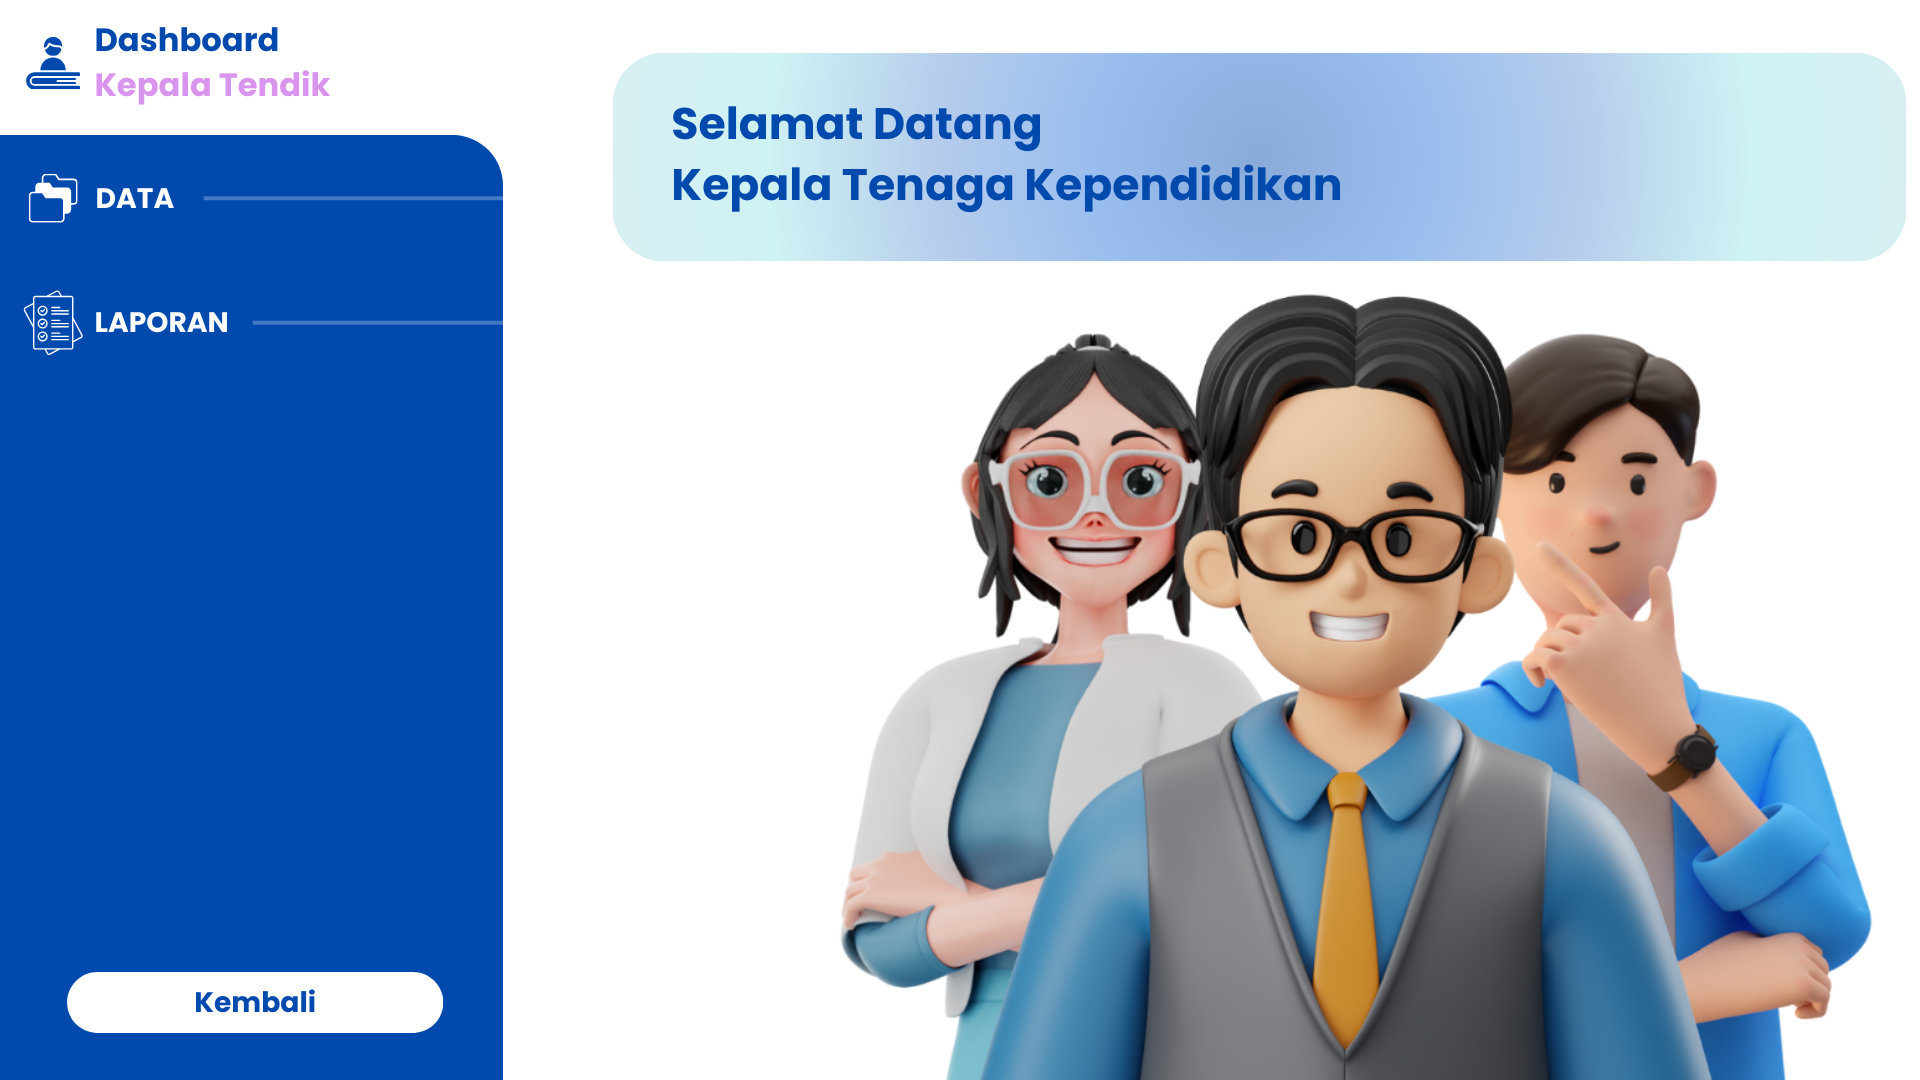 Dashboard
Kepala Tendik
DATA
LAPORAN
Kembali
Selamat Datang
Kepala Tenaga Kependidikan